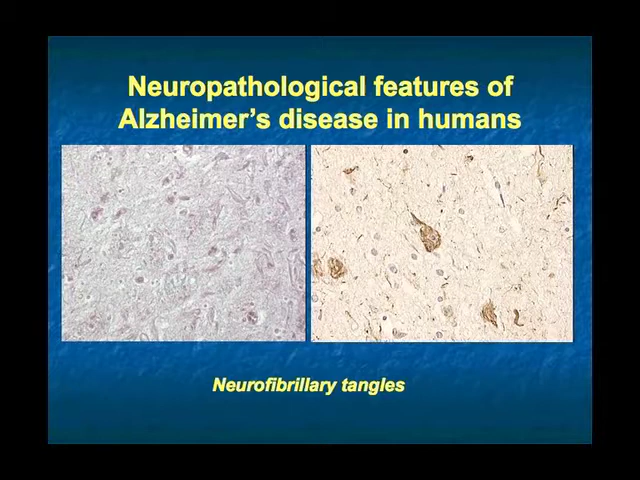 Neuropathological features of
Alzheimer’s disease in humans
Neurofibrillary tangles